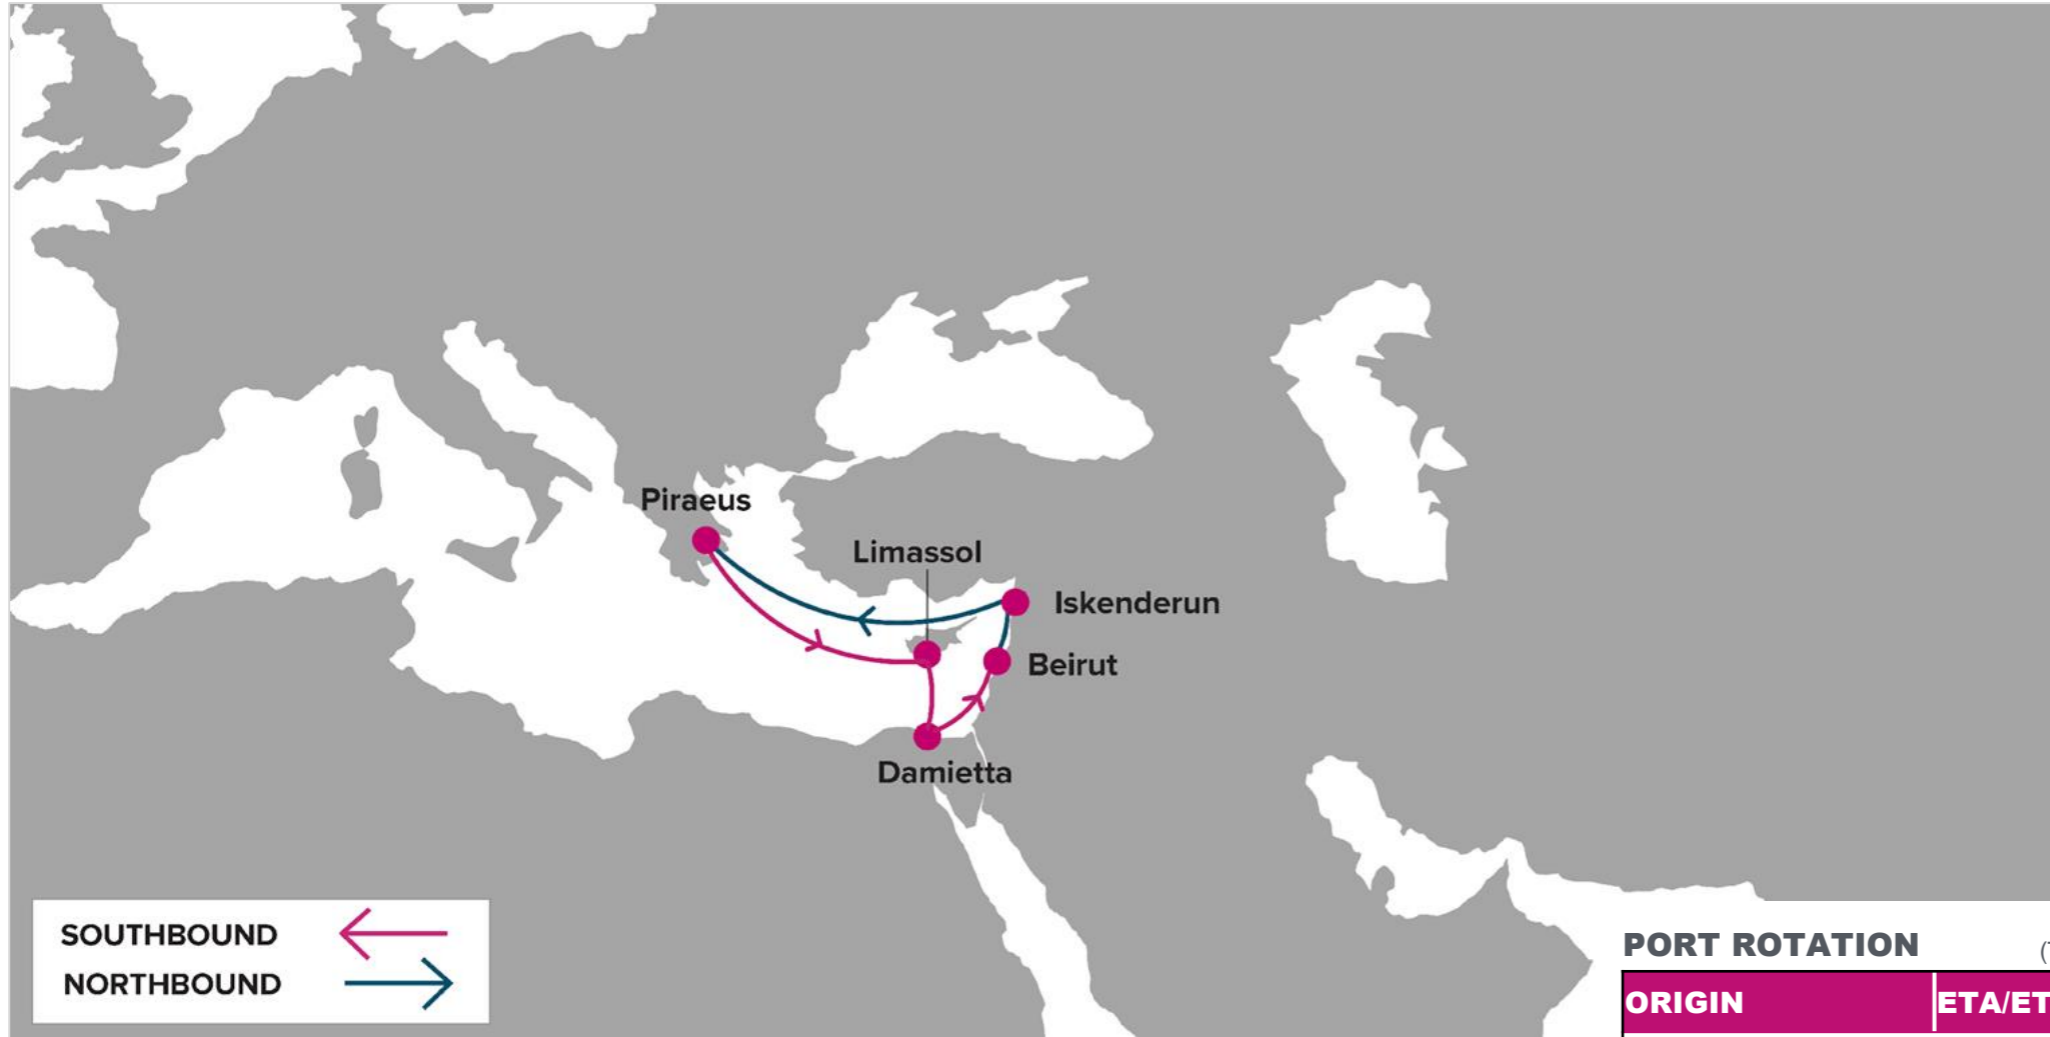 Piraeus
Limassol
Iskenderun
Beirut
Damietta
SOUTHBOUND
NORTHBOUND
PORT ROTATION
ORIGIN